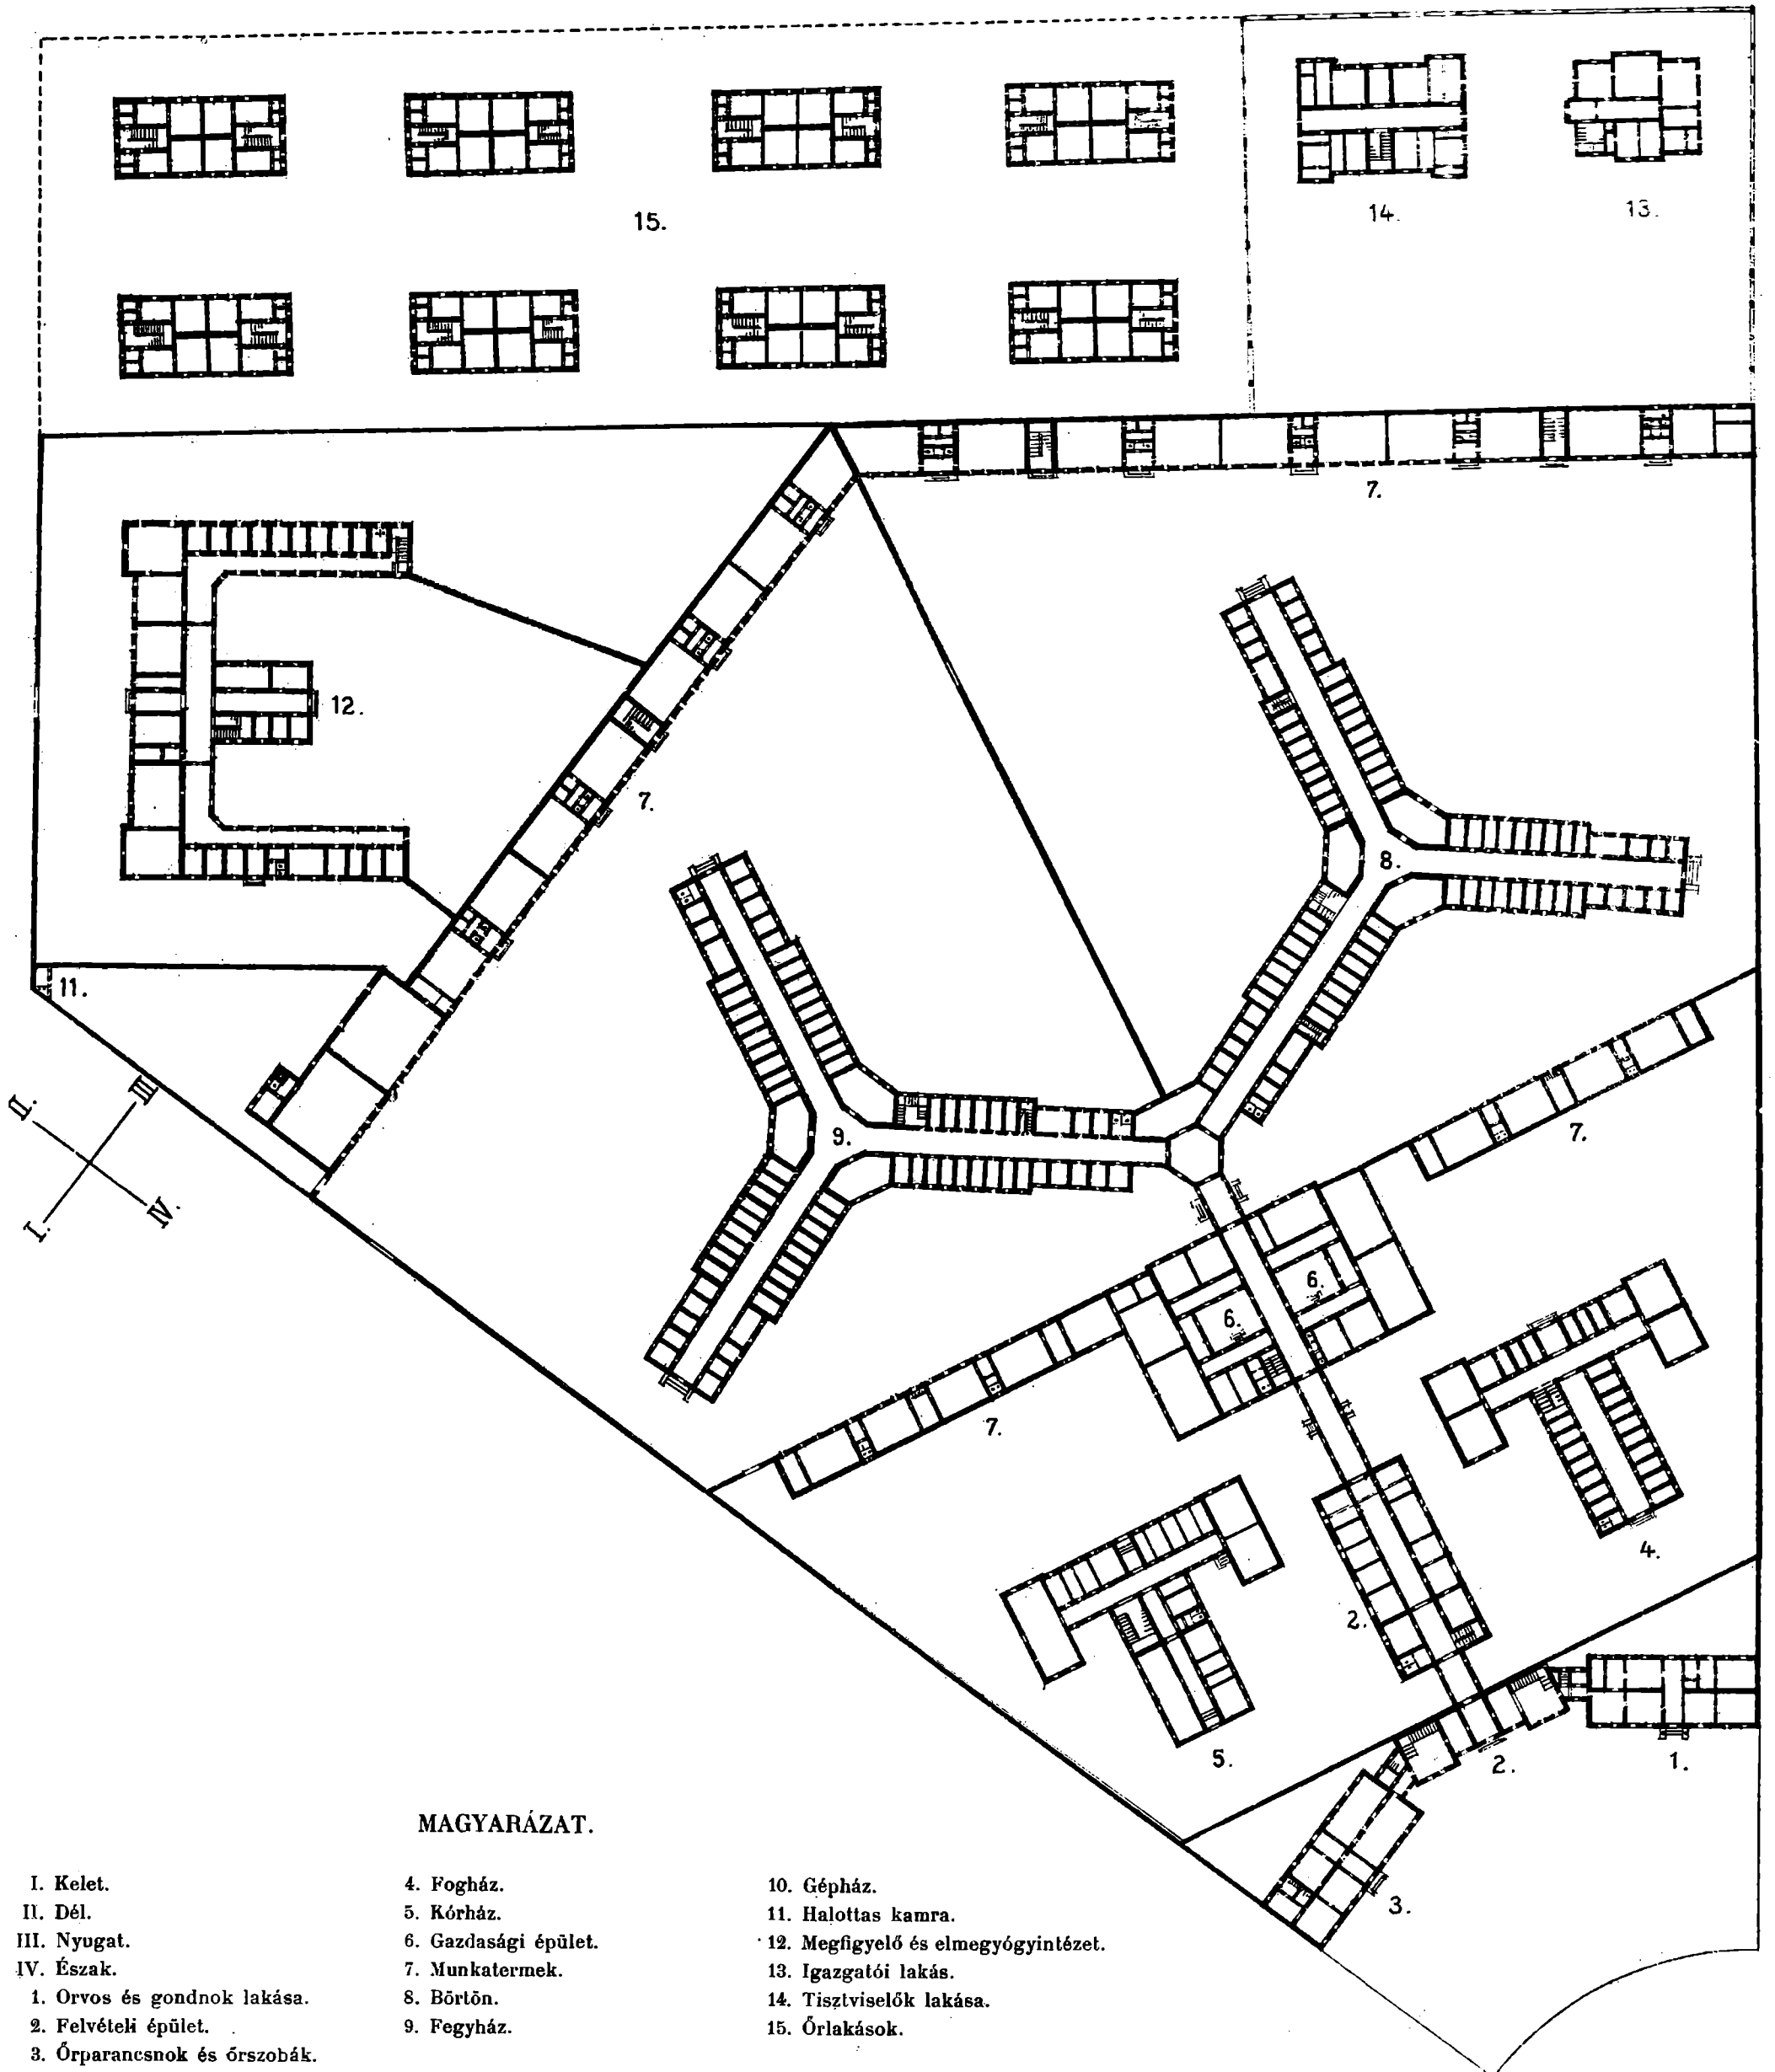 15.
14.
13.
7.
12.
7.
8.
11.
9.
II.
III
IV.
I.
7.
6.
6.
7.
4.
2.
5.
2.
1.
3.
MAGYARÁZAT.
I. Kelet.
II. Dél.
III. Nyugat.
IV. Észak.
1. Orvos és gondnok lakása.
2. Felvételi épület.
3. Őrparancsnok és őrszobák.
4. Fogház.
5. Kórház.
6. Gazdasági épület.
7. Munkatermek.
8. Börtön.
9. Fegyház.
10. Gépház.
11. Halottas kamra.
12. Megfigyelő és elmegyógyintézet.
13. Igazgatói lakás.
14. Tisztviselők lakása.
15. Őrlakások.